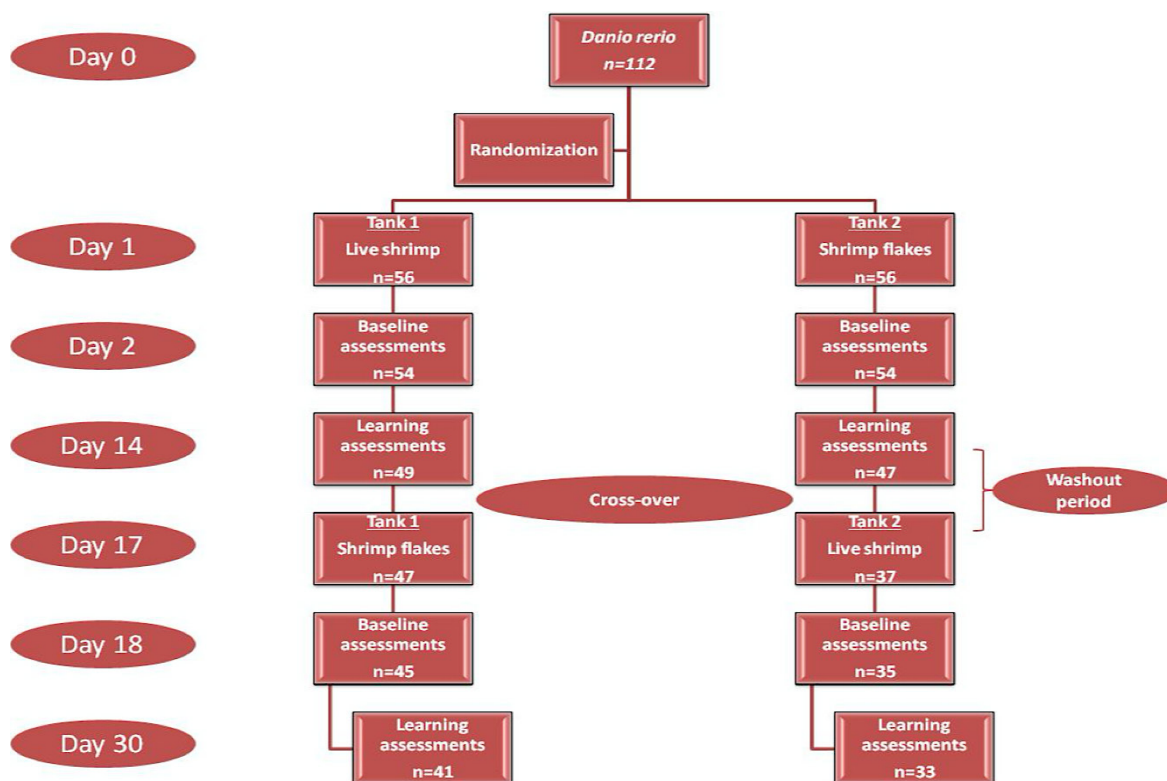 Day 0
Danio rerio
n=112
Randomization
Day 1
Tank 1
Live shrimp
n=56
Tank 2
Shrimp flakes
n=56
Day 2
Baseline
assessments
n=54
Baseline
assessments
n=54
Day 14
Learning
assessments
n=49
Learning
assessments
n=47
Cross-over
Washout
period
Day 17
Tank 1
Shrimp flakes
n=47
Tank 2
Live shrimp
n=37
Day 18
Baseline
assessments
n=45
Baseline
assessments
n=35
Day 30
Learning
assessments
n=41
Learning
assessments
n=33